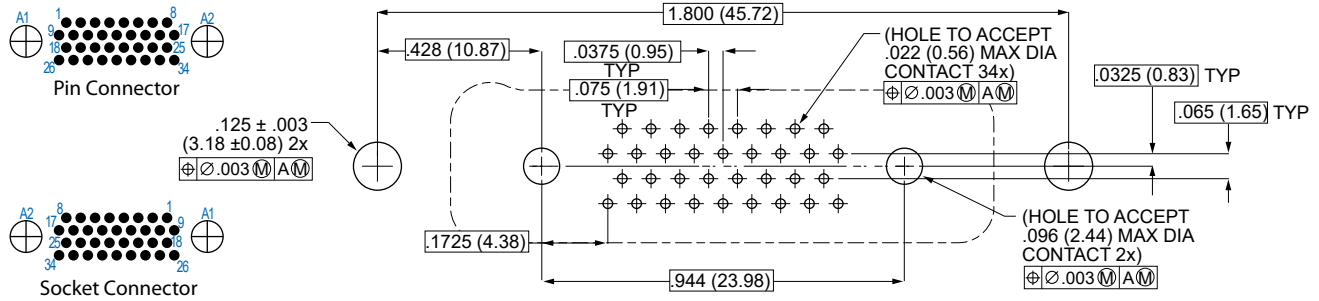 A1
1
8
A2
9
17
18
25
26
34
Pin Connector
A2
8
1
A1
17
9
25
18
34
26
Socket Connector
1.800 (45.72)
.428 (10.87)
.0375 (0.95)
TYP
.075 (1.91)
TYP
(HOLE TO ACCEPT
.022 (0.56) MAX DIA
CONTACT 34x)
⌖ ∅.003 Ⓜ A Ⓜ
.0325 (0.83) TYP
.065 (1.65) TYP
.125 ± .003
(3.18 ±0.08) 2x
⌖ ∅.003 Ⓜ A Ⓜ
.1725 (4.38)
.944 (23.98)
(HOLE TO ACCEPT
.096 (2.44) MAX DIA
CONTACT 2x)
⌖ ∅.003 Ⓜ A Ⓜ